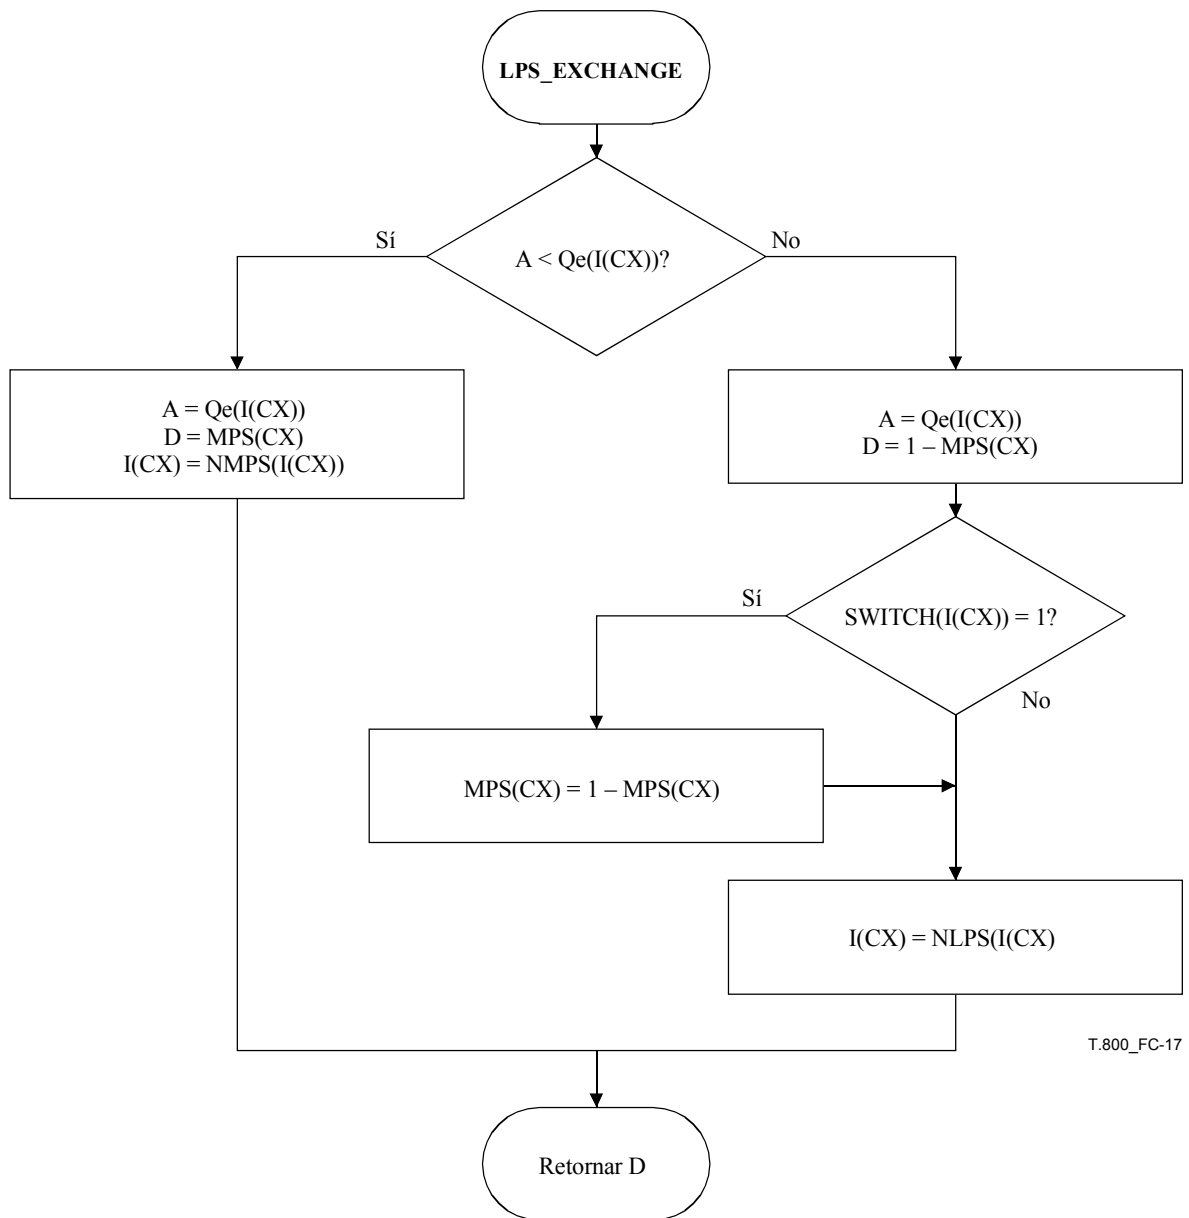 LPS_EXCHANGE
Sí
No
A < Qe(I(CX))?
A = Qe(I(CX))
D = MPS(CX)
I(CX) = NMPS(I(CX))
A = Qe(I(CX))
D = 1 – MPS(CX)
Sí
SWITCH(I(CX)) = 1?
No
MPS(CX) = 1 – MPS(CX)
I(CX) = NLPS(I(CX)
T.800_FC-17
Retornar D